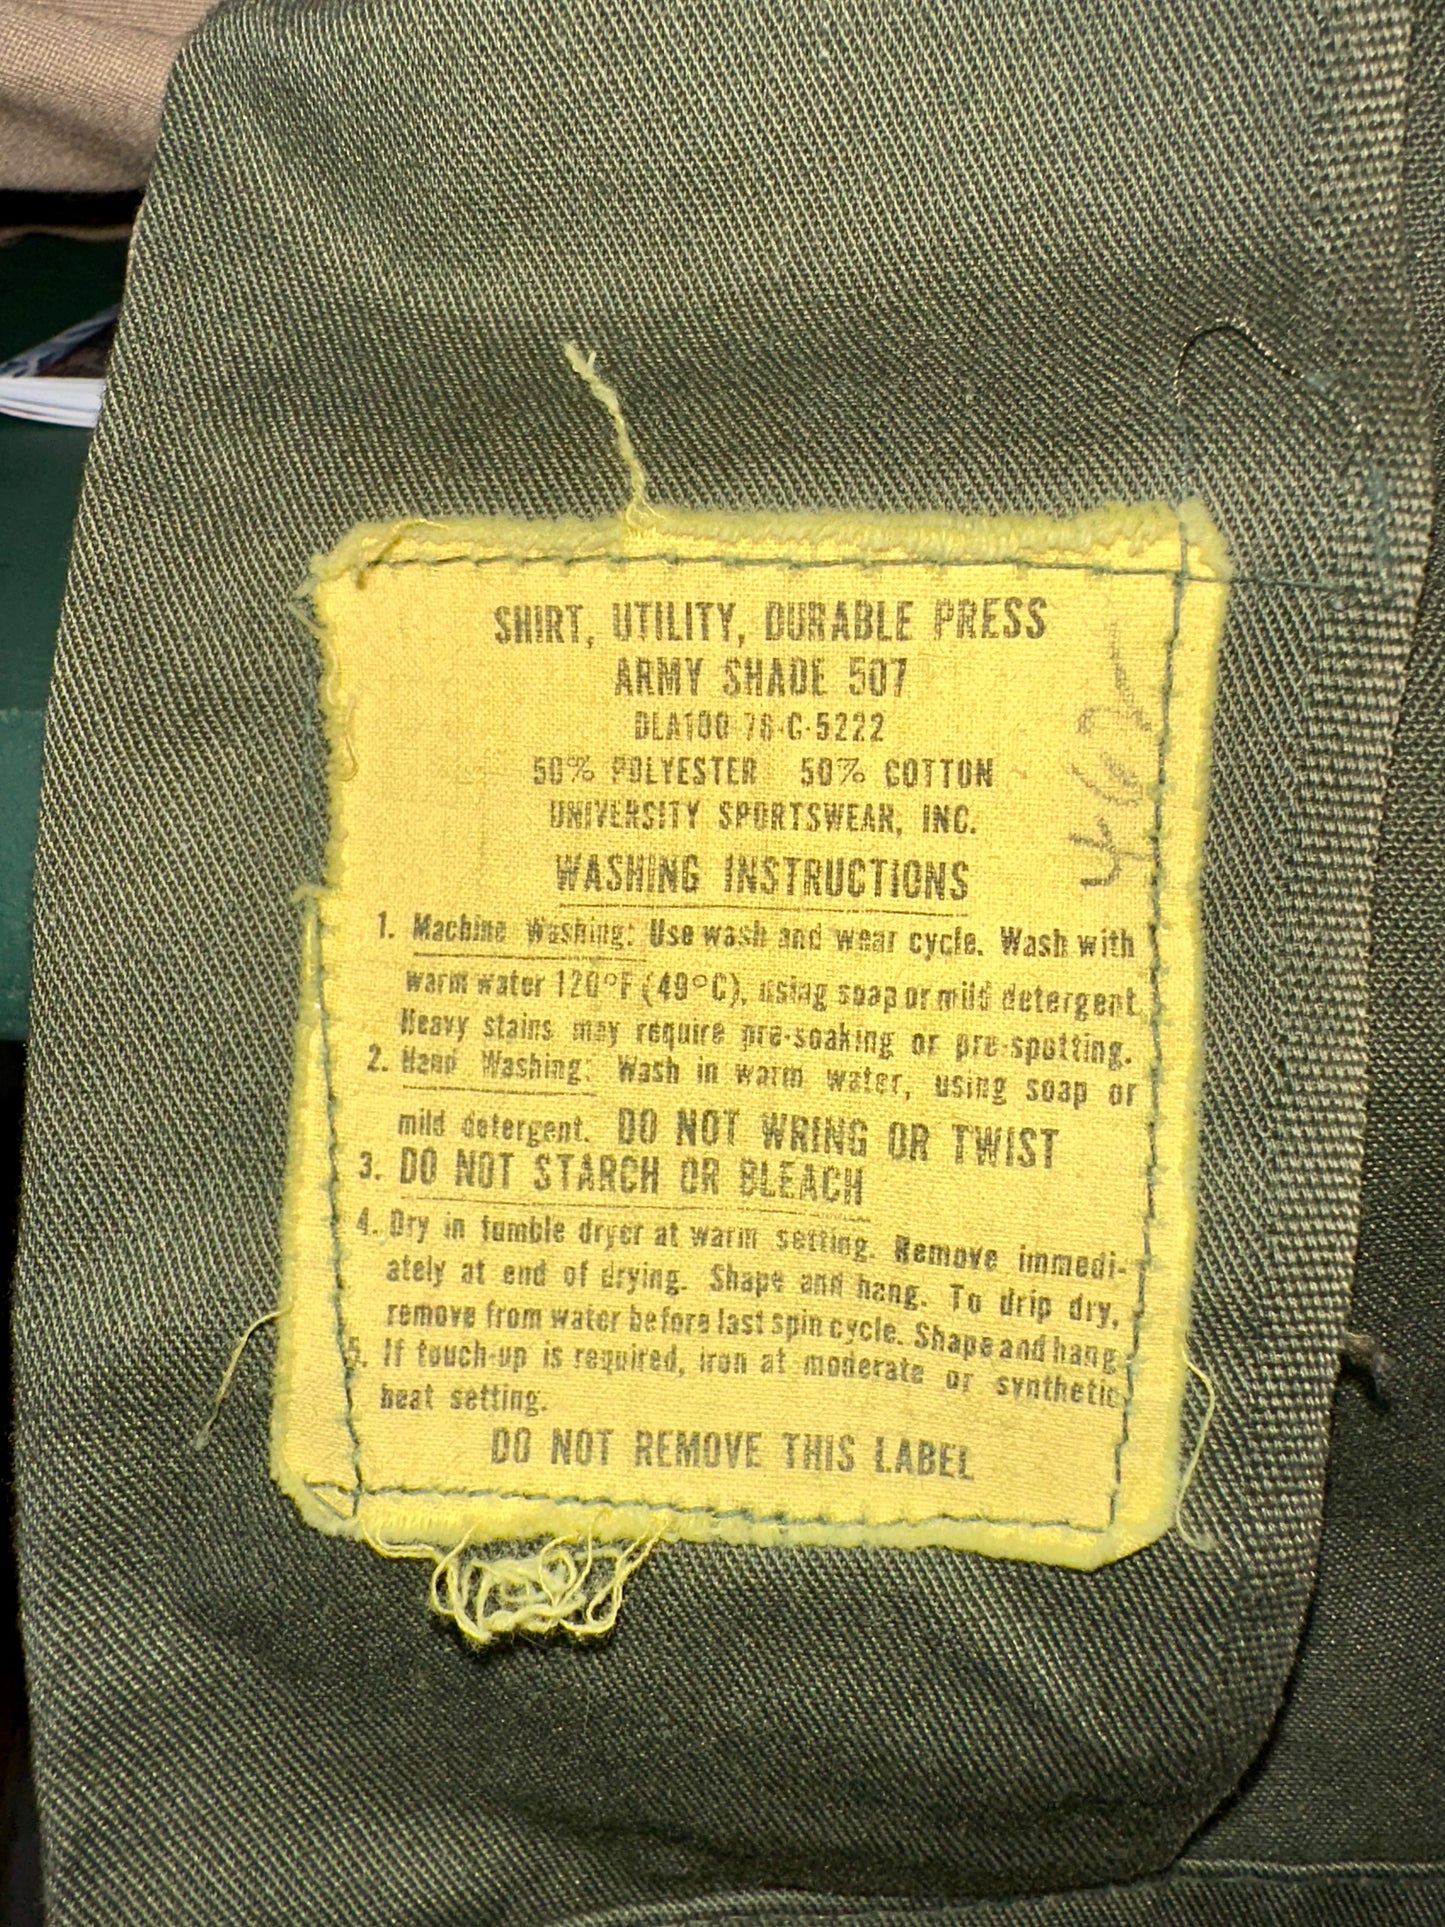 SHIRT, UTILITY, DURABLE PRESS
ARMY SHADE 507
DLA100-78-C-5222
50% POLYESTER 50% COTTON
UNIVERSITY SPORTSWEAR, INC.
WASHING INSTRUCTIONS
1. Machine Washing: Use wash and wear cycle. Wash with
warm water 120°F (49°C), using soap or mild detergent.
Heavy stains may require pre-soaking or pre-spotting.
2. Hand Washing: Wash in warm water, using soap or
mild detergent. DO NOT WRING OR TWIST
3. DO NOT STARCH OR BLEACH
4. Dry in tumble dryer at warm setting. Remove immedi-
ately at end of drying. Shape and hang. To drip dry,
remove from water before last spin cycle. Shape and hang
5. If touch-up is required, iron at moderate or synthetic
heat setting.
DO NOT REMOVE THIS LABEL